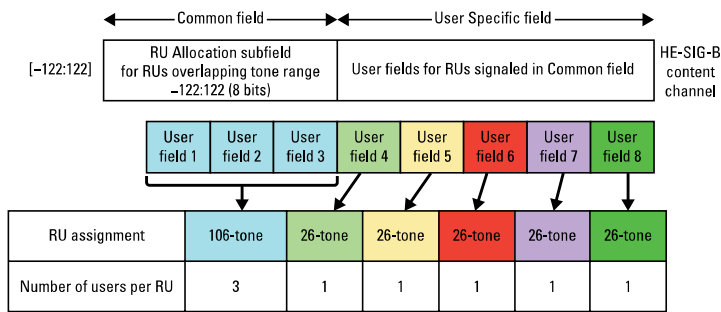 Common field
User Specific field
[–122:122]
RU Allocation subfield
for RUs overlapping tone range
–122:122 (8 bits)
User fields for RUs signaled in Common field
HE-SIG-B
content
channel
User
field 1
User
field 2
User
field 3
User
field 4
User
field 5
User
field 6
User
field 7
User
field 8
RU assignment
106-tone
26-tone
26-tone
26-tone
26-tone
26-tone
Number of users per RU
3
1
1
1
1
1